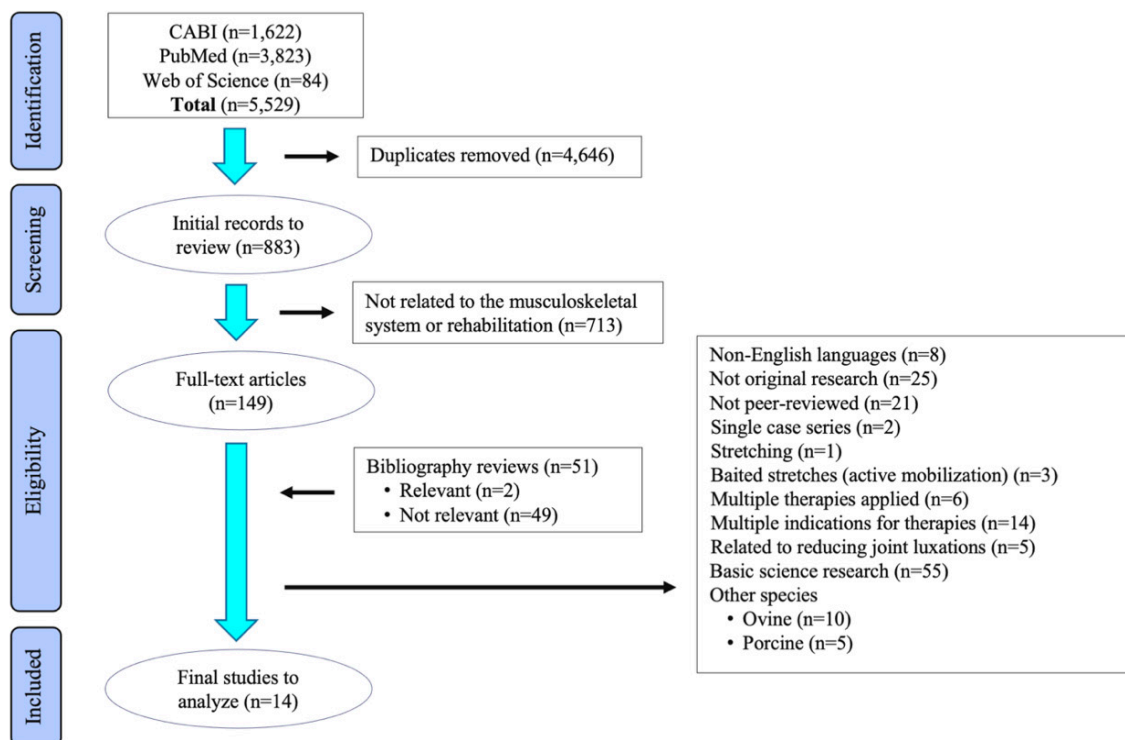 Identification
CABI (n=1,622)
PubMed (n=3,823)
Web of Science (n=84)
Total (n=5,529)
Duplicates removed (n=4,646)
Screening
Initial records to
review (n=883)
Not related to the musculoskeletal
system or rehabilitation (n=713)
Eligibility
Full-text articles
(n=149)
Bibliography reviews (n=51)
• Relevant (n=2)
• Not relevant (n=49)
Non-English languages (n=8)
Not original research (n=25)
Not peer-reviewed (n=21)
Single case series (n=2)
Stretching (n=1)
Baited stretches (active mobilization) (n=3)
Multiple therapies applied (n=6)
Multiple indications for therapies (n=14)
Related to reducing joint luxations (n=5)
Basic science research (n=55)
Other species
• Ovine (n=10)
• Porcine (n=5)
Included
Final studies to
analyze (n=14)